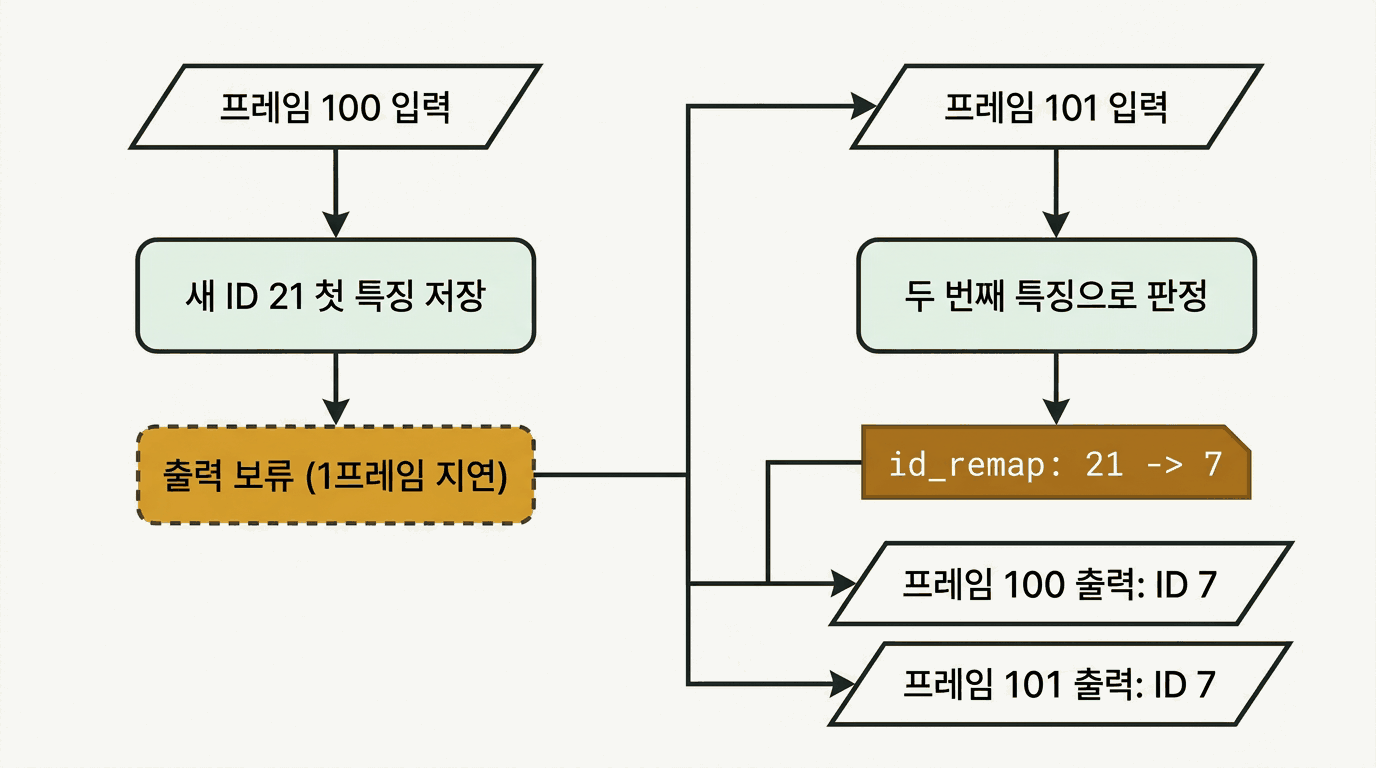 프레임 100 입력
새 ID 21 첫 특징 저장
출력 보류 (1프레임 지연)
프레임 101 입력
두 번째 특징으로 판정
id_remap: 21 -> 7
프레임 100 출력: ID 7
프레임 101 출력: ID 7